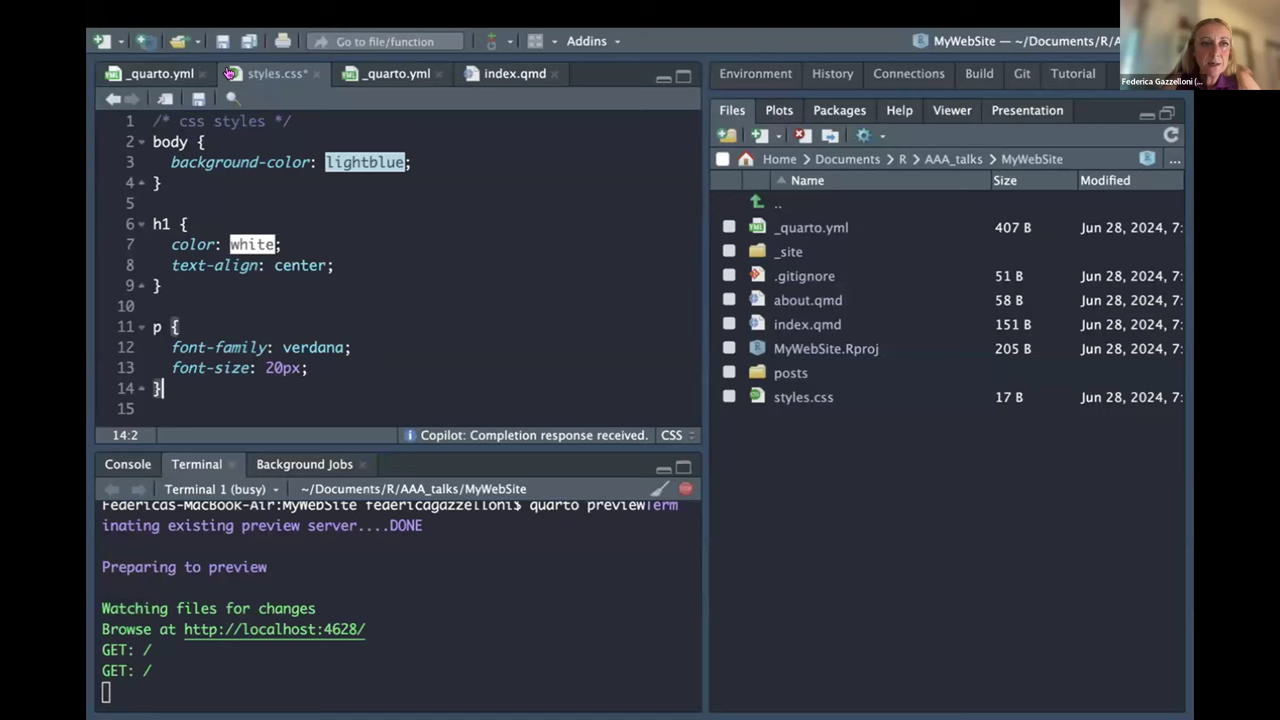 Go to file/function
Addins
MyWebSite — ~/Documents/R/A
Federica Gazzelloni (...
_quarto.yml
styles.css*
_quarto.yml
index.qmd
1 /* css styles */
2 body {
3 background-color: lightblue;
4 }
5
6 h1 {
7 color: white;
8 text-align: center;
9 }
10
11 p {
12 font-family: verdana;
13 font-size: 20px;
14 }
15
14:2
Copilot: Completion response received.
CSS
Console
Terminal
Background Jobs
Terminal 1 (busy)
~/Documents/R/AAA_talks/MyWebSite
Federicas-MacBook-Air:MyWebSite federicagazzelloni$ quarto previewTerm
inating existing preview server....DONE
Preparing to preview
Watching files for changes
Browse at http://localhost:4628/
GET: /
GET: /
Environment
History
Connections
Build
Git
Tutorial
Files
Plots
Packages
Help
Viewer
Presentation
Home > Documents > R > AAA_talks > MyWebSite
...
Name Size Modified
..
_quarto.yml 407 B Jun 28, 2024, 7:
_site
.gitignore 51 B Jun 28, 2024, 7:
about.qmd 58 B Jun 28, 2024, 7:
index.qmd 151 B Jun 28, 2024, 7:
MyWebSite.Rproj 205 B Jun 28, 2024, 7:
posts
styles.css 17 B Jun 28, 2024, 7: